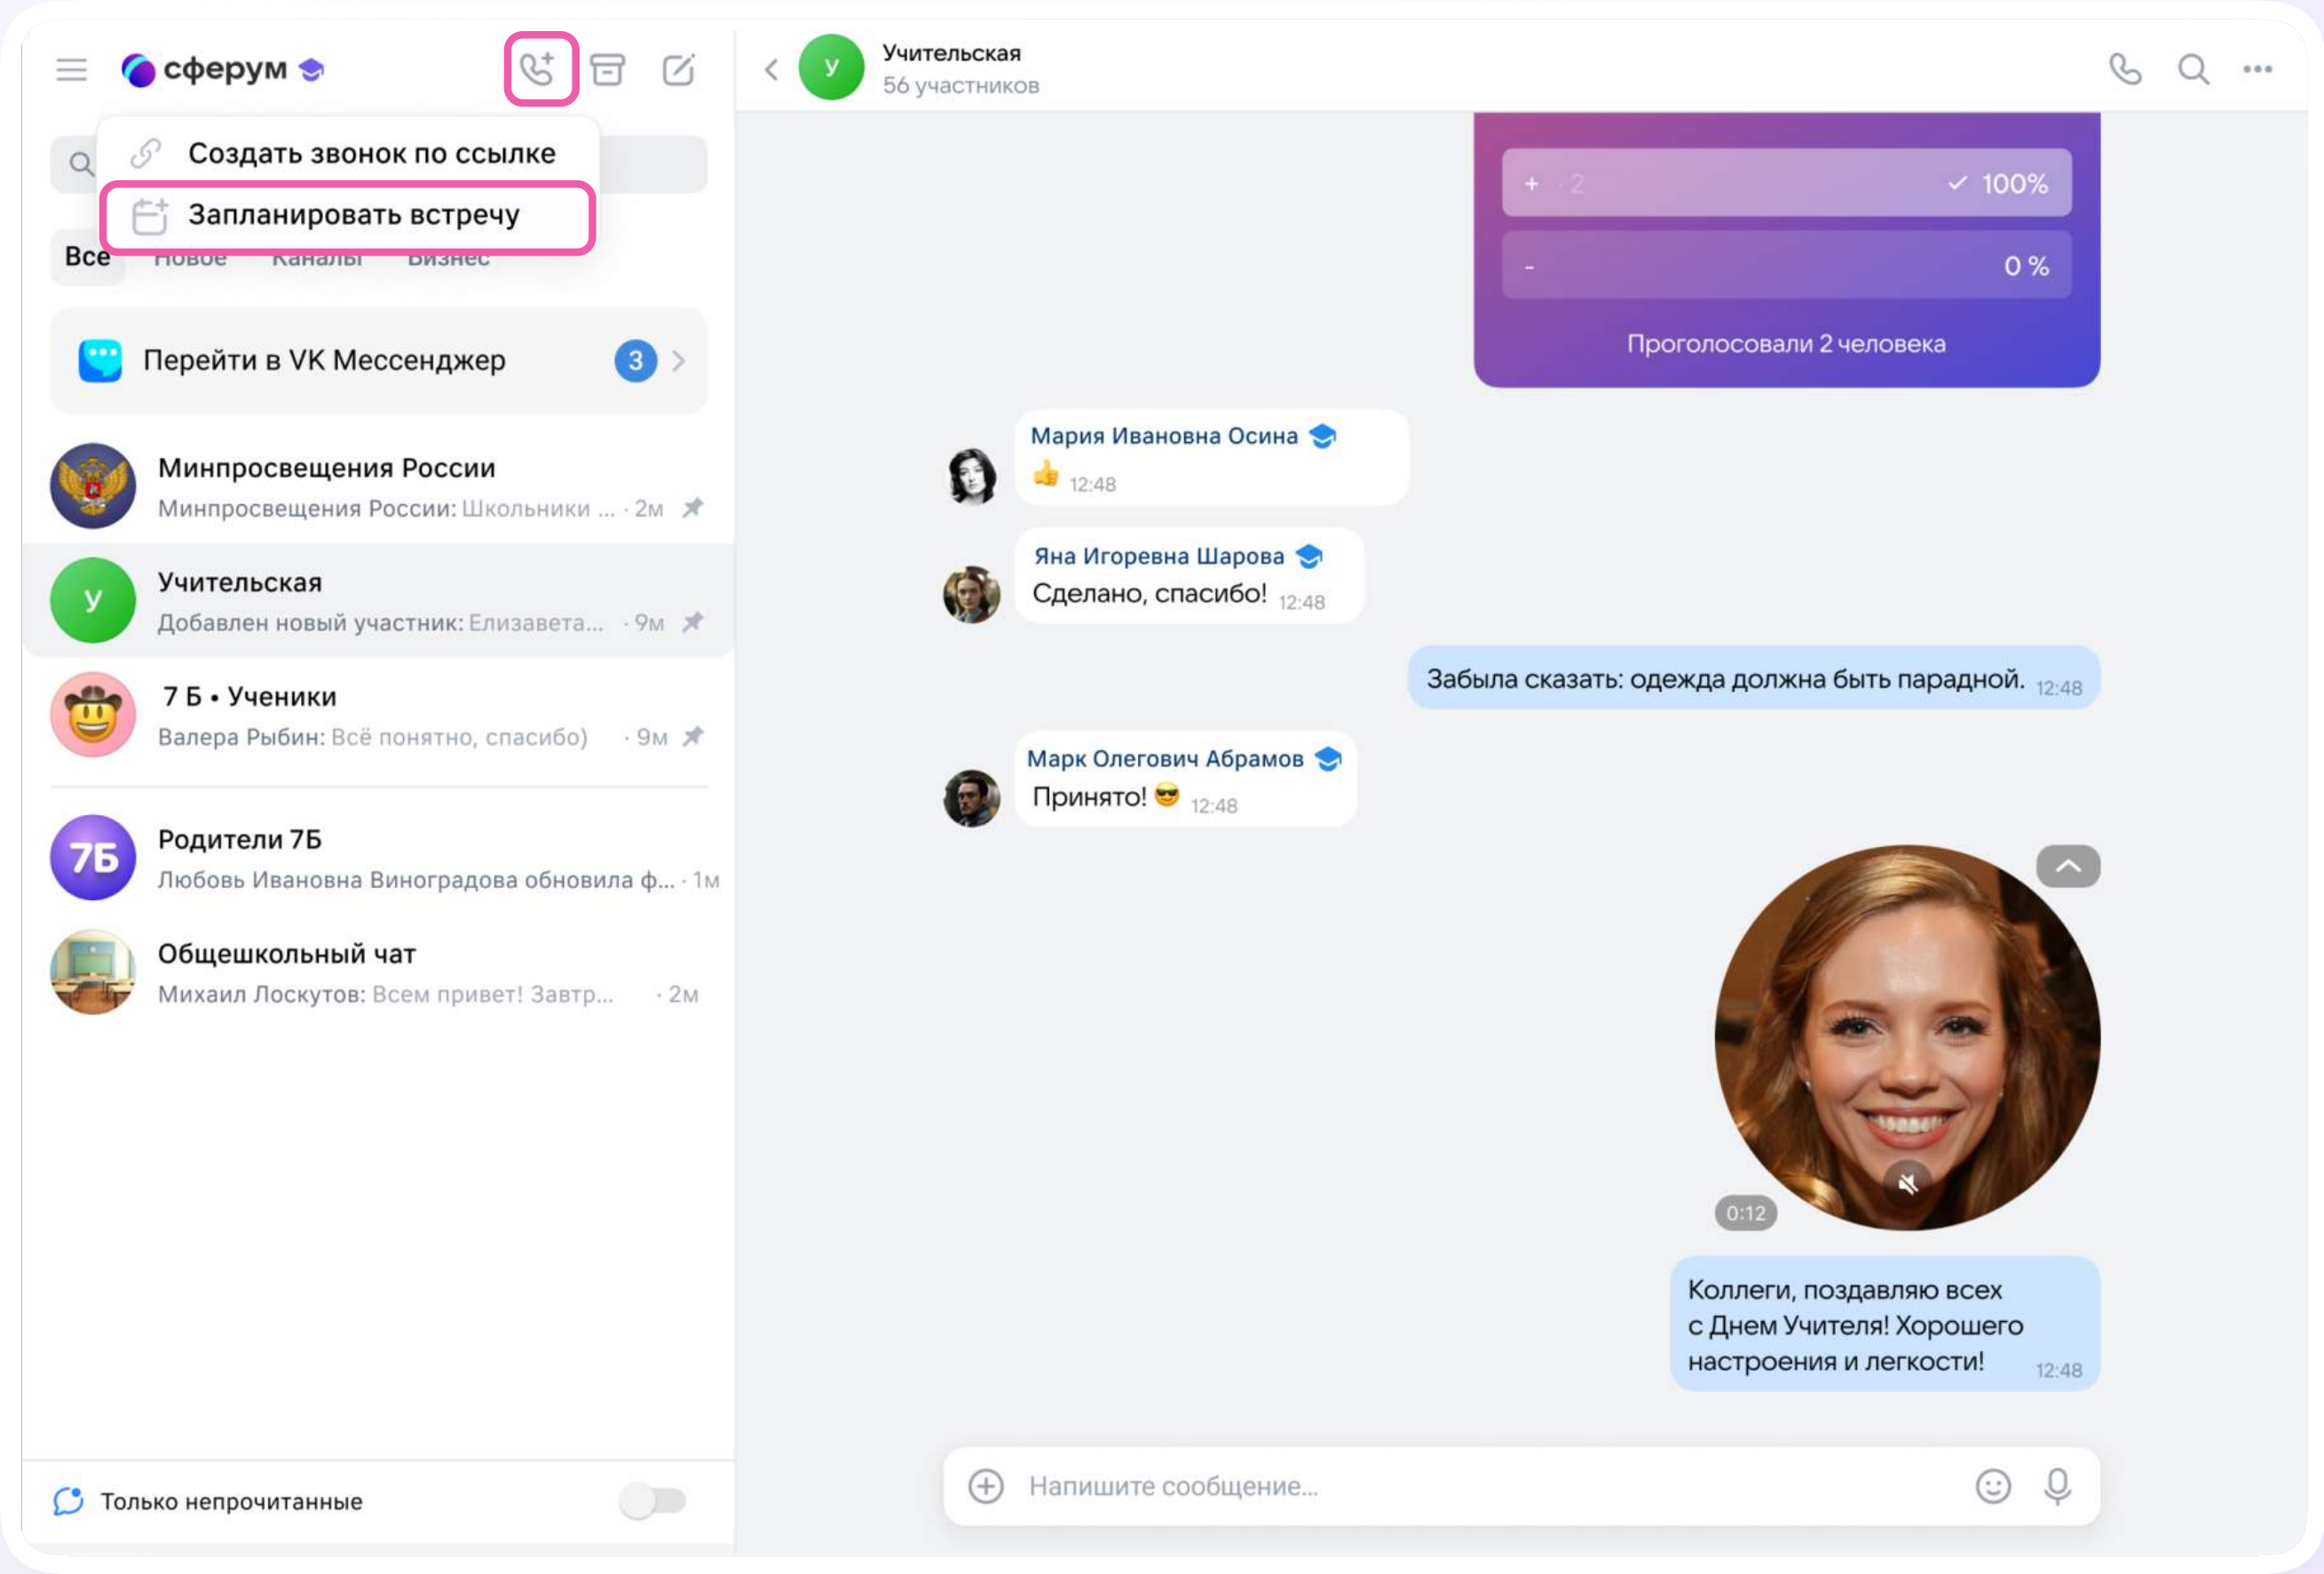 сферум
Создать звонок по ссылке
Запланировать встречу
Все Новое Каналы Бизнес
Перейти в VK Мессенджер 3
Минпросвещения России
Минпросвещения России: Школьники ... · 2м
У
Учительская
Добавлен новый участник: Елизавета... · 9м
7 Б • Ученики
Валера Рыбин: Всё понятно, спасибо) · 9м
7Б
Родители 7Б
Любовь Ивановна Виноградова обновила ф... · 1м
Общешкольный чат
Михаил Лоскутов: Всем привет! Завтр... · 2м
Только непрочитанные
У
Учительская
56 участников
+ · 2 100%
- 0 %
Проголосовали 2 человека
Мария Ивановна Осина
👍 12:48
Яна Игоревна Шарова
Сделано, спасибо! 12:48
Забыла сказать: одежда должна быть парадной. 12:48
Марк Олегович Абрамов
Принято! 😎 12:48
0:12
Коллеги, поздавляю всех
с Днем Учителя! Хорошего
настроения и легкости! 12:48
Напишите сообщение...